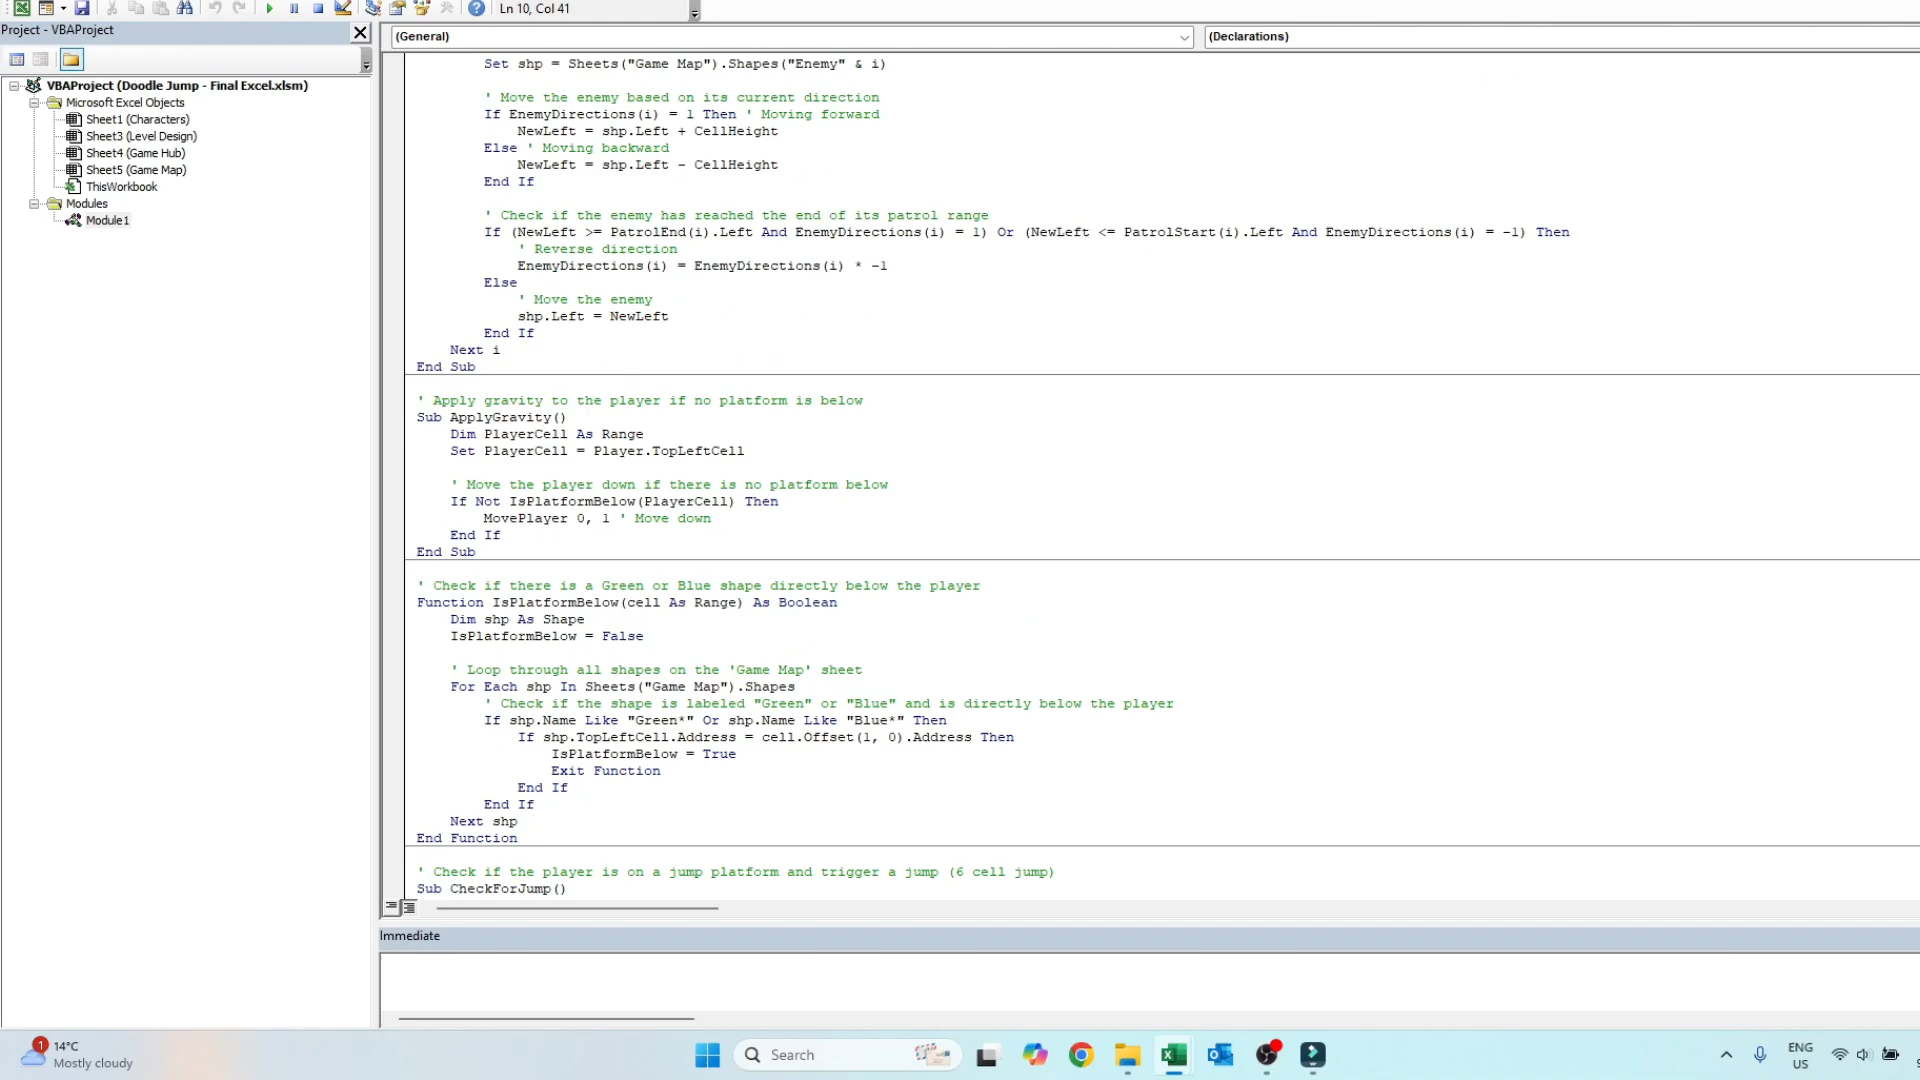 Ln 10, Col 41
Project - VBAProject
VBAProject (Doodle Jump - Final Excel.xlsm)
Microsoft Excel Objects
Sheet1 (Characters)
Sheet3 (Level Design)
Sheet4 (Game Hub)
Sheet5 (Game Map)
ThisWorkbook
Modules
Module1
(General)
(Declarations)
Set shp = Sheets("Game Map").Shapes("Enemy" & i)
' Move the enemy based on its current direction
If EnemyDirections(i) = 1 Then ' Moving forward
NewLeft = shp.Left + CellHeight
Else ' Moving backward
NewLeft = shp.Left - CellHeight
End If
' Check if the enemy has reached the end of its patrol range
If (NewLeft >= PatrolEnd(i).Left And EnemyDirections(i) = 1) Or (NewLeft <= PatrolStart(i).Left And EnemyDirections(i) = -1) Then
' Reverse direction
EnemyDirections(i) = EnemyDirections(i) * -1
Else
' Move the enemy
shp.Left = NewLeft
End If
Next i
End Sub
' Apply gravity to the player if no platform is below
Sub ApplyGravity()
Dim PlayerCell As Range
Set PlayerCell = Player.TopLeftCell
' Move the player down if there is no platform below
If Not IsPlatformBelow(PlayerCell) Then
MovePlayer 0, 1 ' Move down
End If
End Sub
' Check if there is a Green or Blue shape directly below the player
Function IsPlatformBelow(cell As Range) As Boolean
Dim shp As Shape
IsPlatformBelow = False
' Loop through all shapes on the 'Game Map' sheet
For Each shp In Sheets("Game Map").Shapes
' Check if the shape is labeled "Green" or "Blue" and is directly below the player
If shp.Name Like "Green*" Or shp.Name Like "Blue*" Then
If shp.TopLeftCell.Address = cell.Offset(1, 0).Address Then
IsPlatformBelow = True
Exit Function
End If
End If
Next shp
End Function
' Check if the player is on a jump platform and trigger a jump (6 cell jump)
Sub CheckForJump()
Immediate
1
14°C
Mostly cloudy
Search
ENG
US